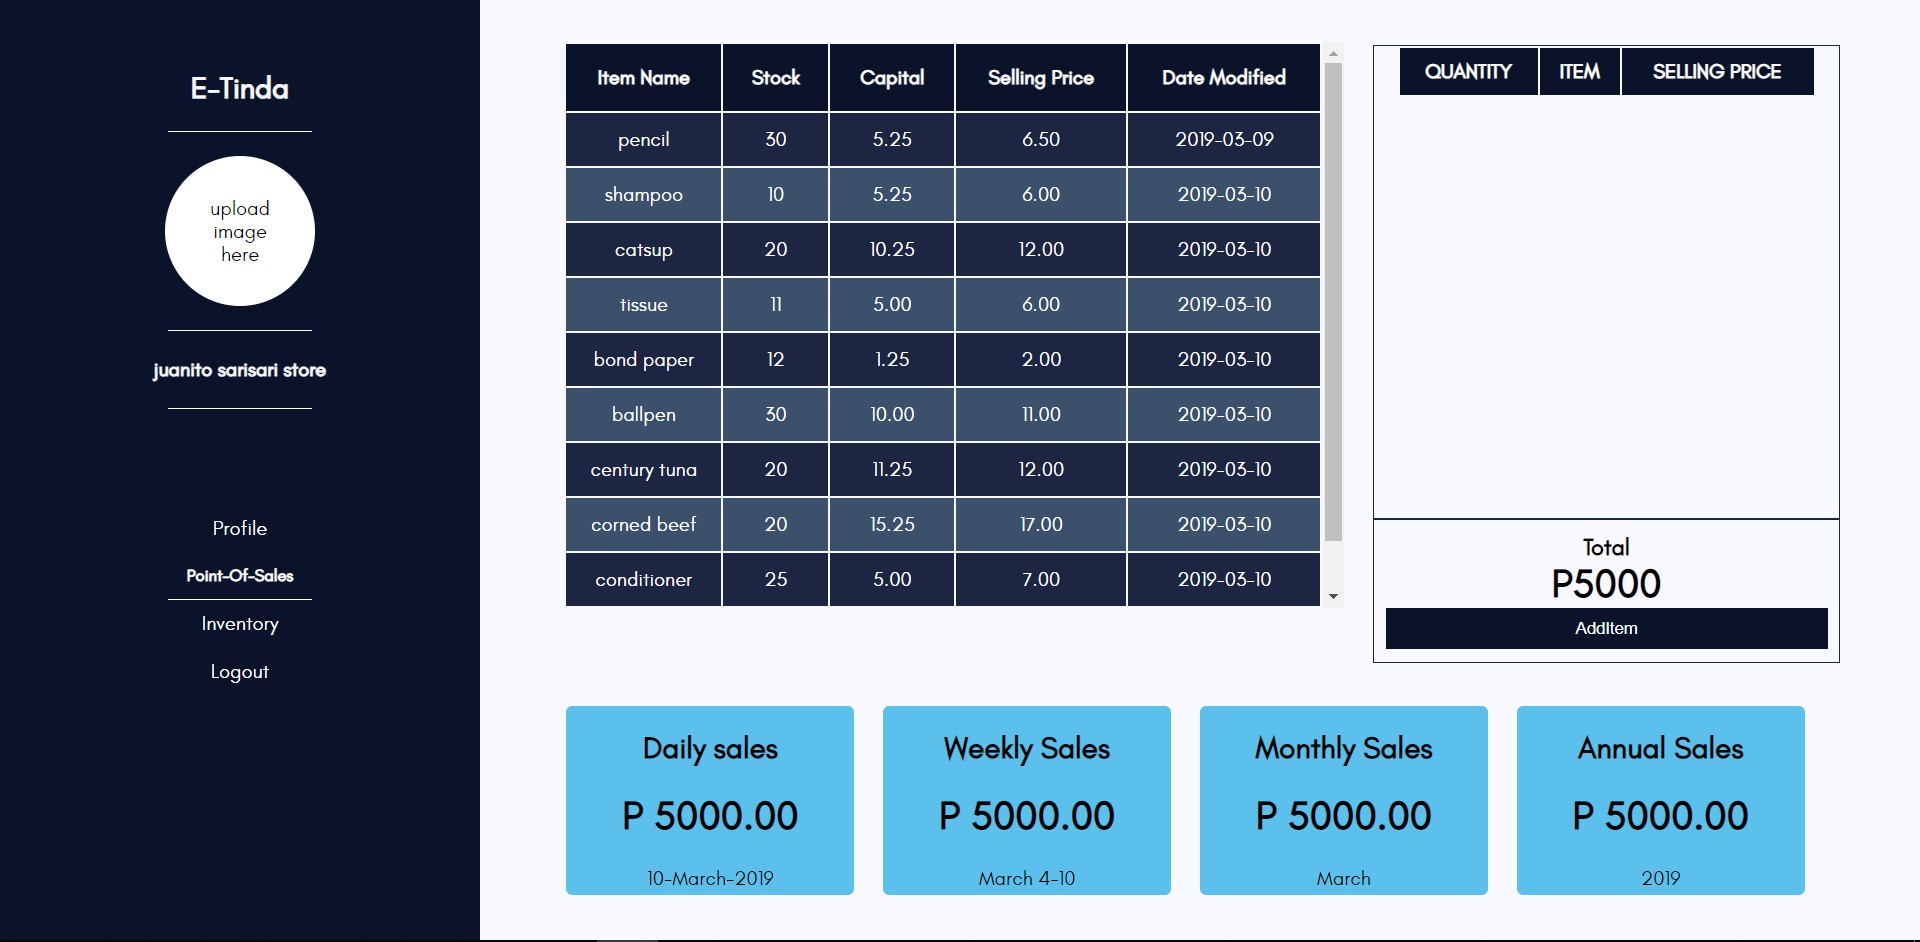 E-Tinda
upload
image
here
juanito sarisari store
Profile
Point-Of-Sales
Inventory
Logout
Item Name Stock Capital Selling Price Date Modified
pencil 30 5.25 6.50 2019-03-09
shampoo 10 5.25 6.00 2019-03-10
catsup 20 10.25 12.00 2019-03-10
tissue 11 5.00 6.00 2019-03-10
bond paper 12 1.25 2.00 2019-03-10
ballpen 30 10.00 11.00 2019-03-10
century tuna 20 11.25 12.00 2019-03-10
corned beef 20 15.25 17.00 2019-03-10
conditioner 25 5.00 7.00 2019-03-10
QUANTITY ITEM SELLING PRICE
Total
P5000
AddItem
Daily sales
P 5000.00
10-March-2019
Weekly Sales
P 5000.00
March 4-10
Monthly Sales
P 5000.00
March
Annual Sales
P 5000.00
2019